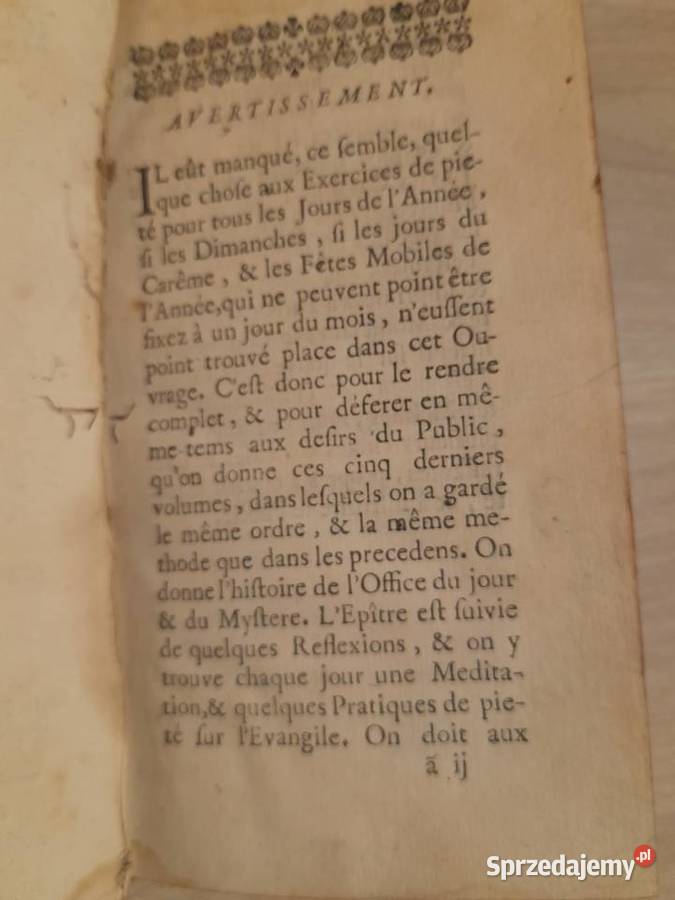 AVERTISSEMENT.
IL eût manqué, ce ſemble, quel-
que choſe aux Exercices de pie-
té pour tous les Jours de l'Année,
ſi les Dimanches, ſi les jours du
Carême, & les Fêtes Mobiles de
l'Année, qui ne peuvent point être
fixez à un jour du mois, n'euſſent
point trouvé place dans cet Ou-
vrage. C'eſt donc pour le rendre
complet, & pour déferer en mê-
me-tems aux deſirs du Public,
qu'on donne ces cinq derniers
volumes, dans leſquels on a gardé
le même ordre, & la même me-
thode que dans les precedens. On
donne l'hiſtoire de l'Office du jour
& du Myſtere. L'Epître eſt ſuivie
de quelques Reflexions, & on y
trouve chaque jour une Medita-
tion, & quelques Pratiques de pie-
té ſur l'Evangile. On doit aux
ã ij
Sprzedajemy.pl